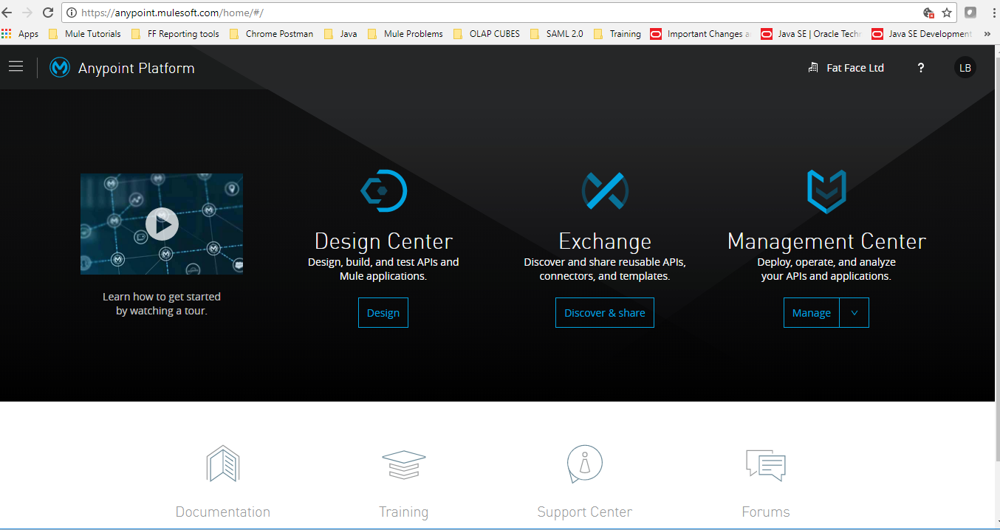 https://anypoint.mulesoft.com/home/#/
Apps Mule Tutorials FF Reporting tools Chrome Postman Java Mule Problems OLAP CUBES SAML 2.0 Training Important Changes Java SE | Oracle Tech Java SE Development »
Anypoint Platform Fat Face Ltd ? LB
Learn how to get started
by watching a tour.
Design Center
Design, build, and test APIs and
Mule applications.
Design
Exchange
Discover and share reusable APIs,
connectors, and templates.
Discover & share
Management Center
Deploy, operate, and analyze
your APIs and applications.
Manage
Documentation Training Support Center Forums